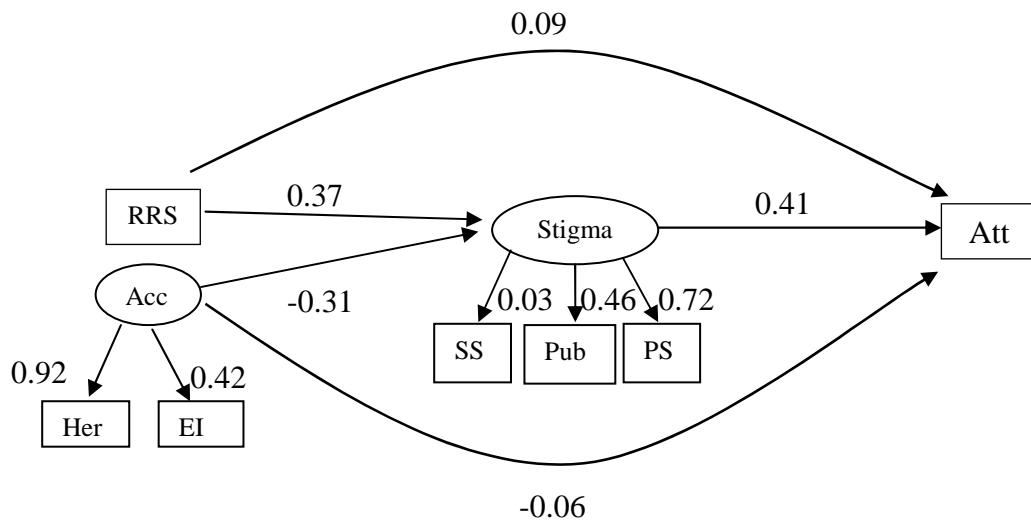 0.09
RRS
0.37
Stigma
0.41
Att
Acc
-0.31
0.03
0.46
0.72
SS
Pub
PS
0.92
0.42
Her
EI
-0.06